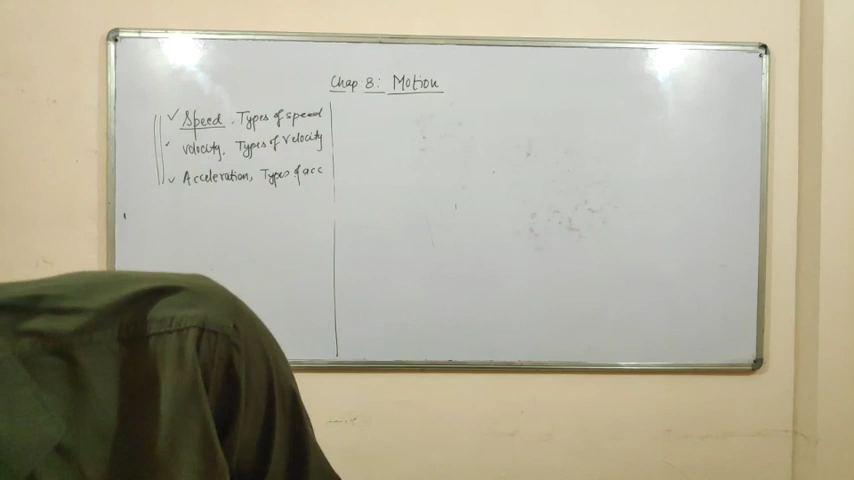 Chap. 8: Motion
✓ Speed. Types of speed
velocity, Types of velocity
✓ Acceleration, Types of acc